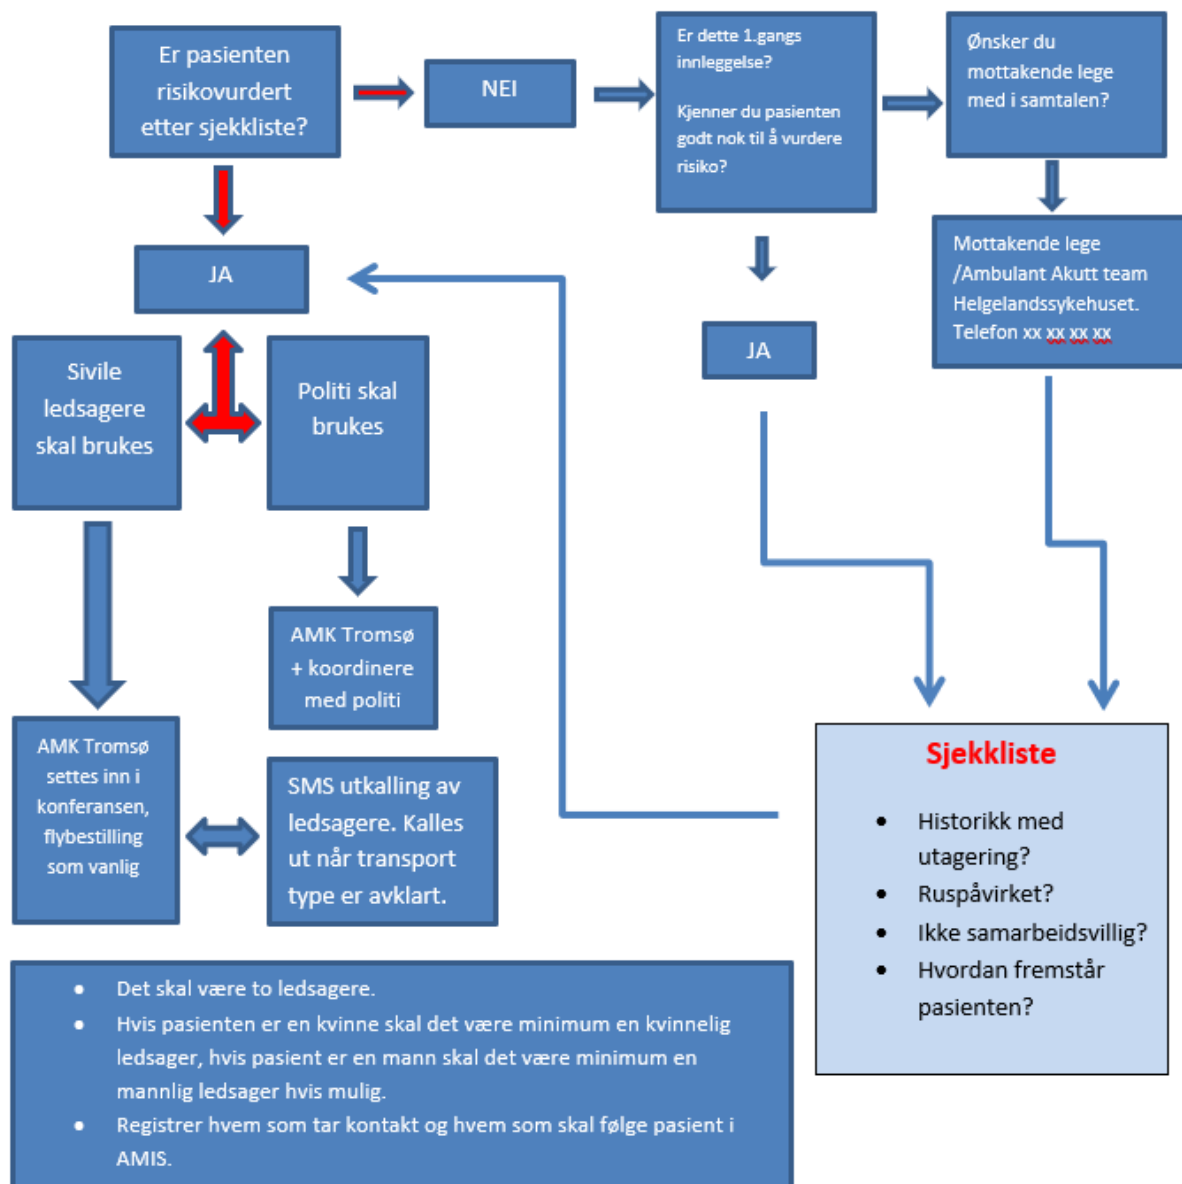 Er pasienten
risikovurdert
etter sjekkliste?
NEI
Er dette 1.gangs
innleggelse?
Kjenner du pasienten
godt nok til å vurdere
risiko?
Ønsker du
mottakende lege
med i samtalen?
JA
Mottakende lege
/Ambulant Akutt team
Helgelandssykehuset.
Telefon xx xx xx xx
JA
Sivile
ledsagere
skal brukes
Politi skal
brukes
AMK Tromsø
+ koordinere
med politi
AMK Tromsø
settes inn i
konferansen,
flybestilling
som vanlig
SMS utkalling av
ledsagere. Kalles
ut når transport
type er avklart.
Sjekkliste
• Historikk med
utagering?
• Ruspåvirket?
• Ikke samarbeidsvillig?
• Hvordan fremstår
pasienten?
• Det skal være to ledsagere.
• Hvis pasienten er en kvinne skal det være minimum en kvinnelig
ledsager, hvis pasient er en mann skal det være minimum en
mannlig ledsager hvis mulig.
• Registrer hvem som tar kontakt og hvem som skal følge pasient i
AMIS.